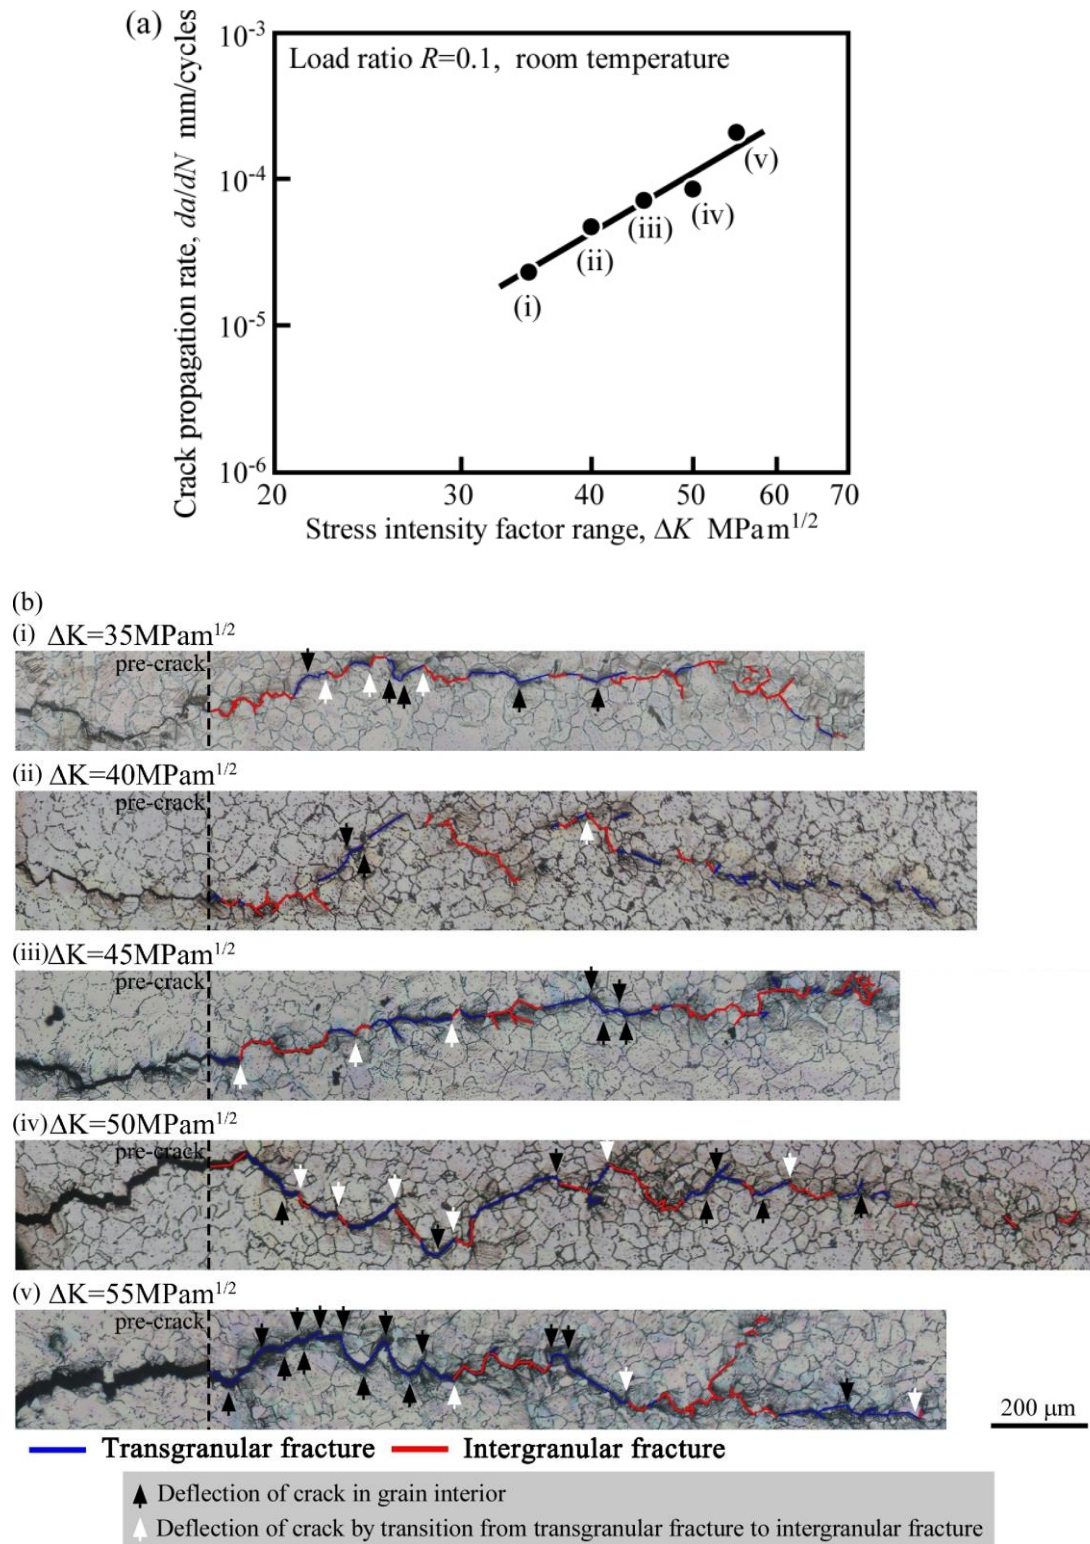 (a)
10-3
Load ratio R=0.1, room temperature
Crack propagation rate, da/dN mm/cycles
10-4
10-5
10-6
(v)
(iv)
(iii)
(ii)
(i)
20 30 40 50 60 70
Stress intensity factor range, ΔK MPam1/2
(b)
(i) ΔK=35MPam1/2
pre-crack
(ii) ΔK=40MPam1/2
pre-crack
(iii) ΔK=45MPam1/2
pre-crack
(iv) ΔK=50MPam1/2
pre-crack
(v) ΔK=55MPam1/2
pre-crack
200 μm
Transgranular fracture Intergranular fracture
Deflection of crack in grain interior
Deflection of crack by transition from transgranular fracture to intergranular fracture